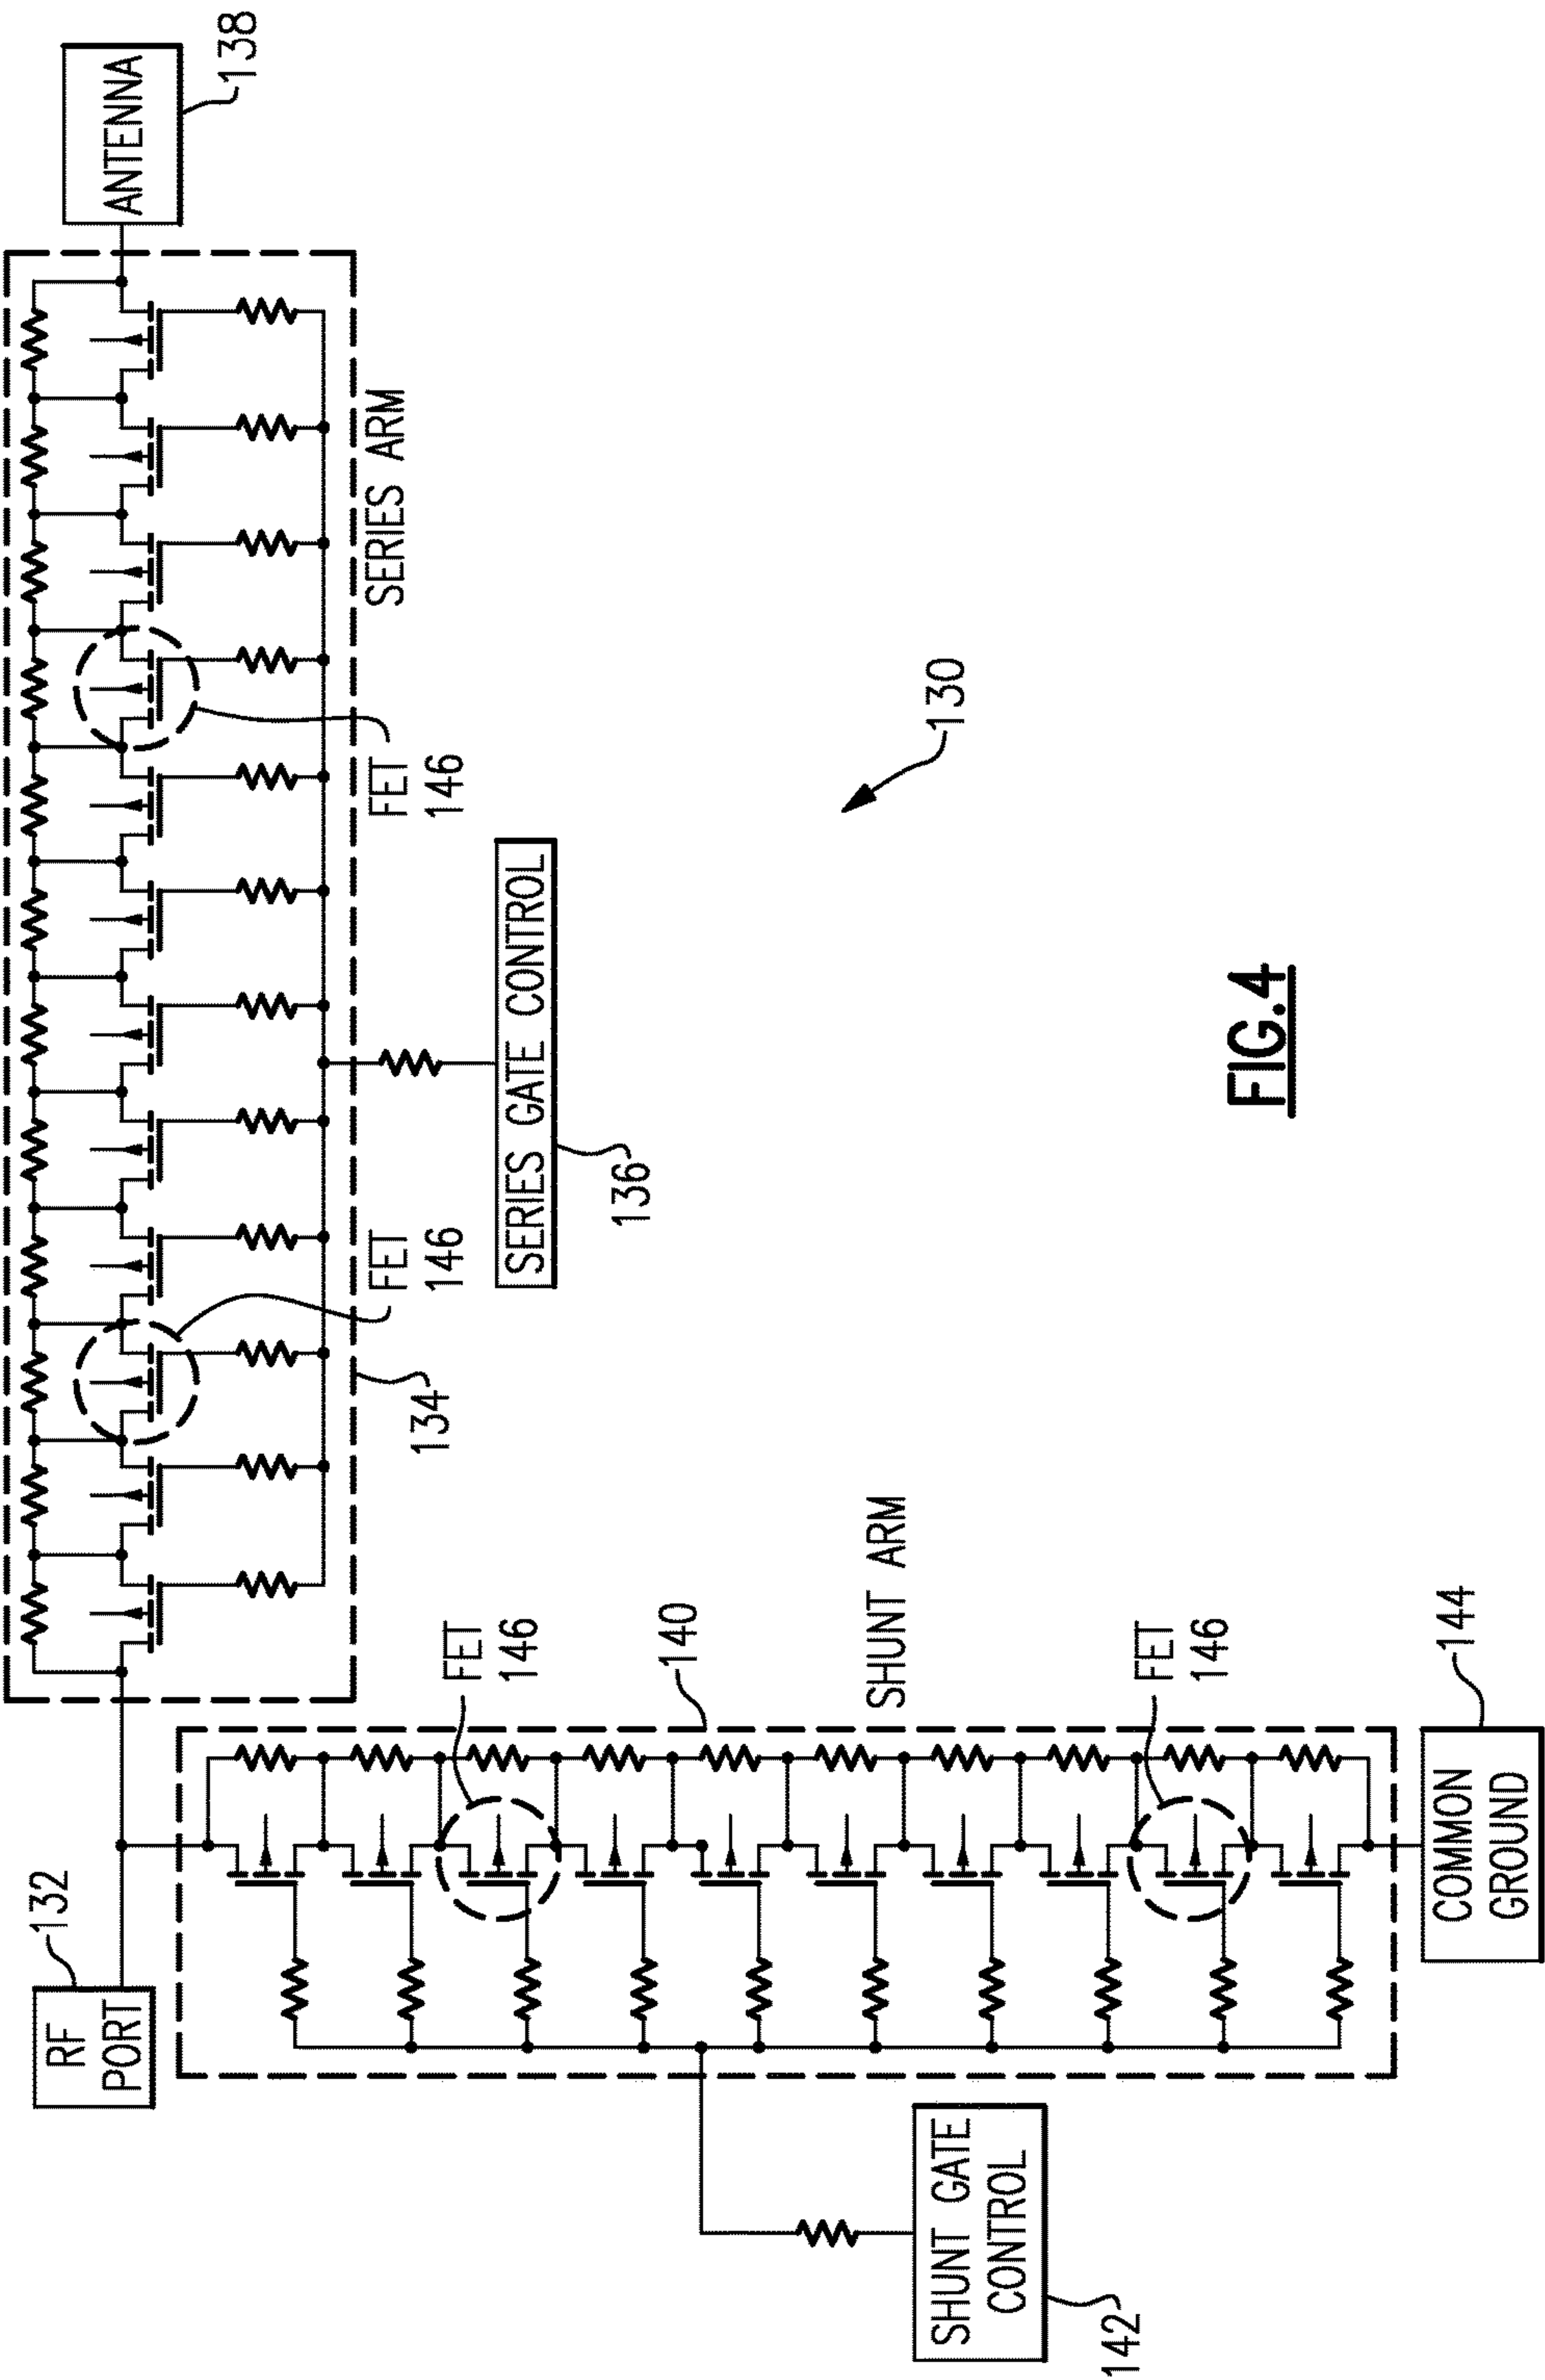 RF
PORT
132
134
FET
146
FET
146
SERIES ARM
ANTENNA
138
SERIES GATE CONTROL
136
FET
146
140
SHUNT ARM
130
SHUNT GATE
CONTROL
142
FET
146
COMMON
GROUND
144
FIG.4